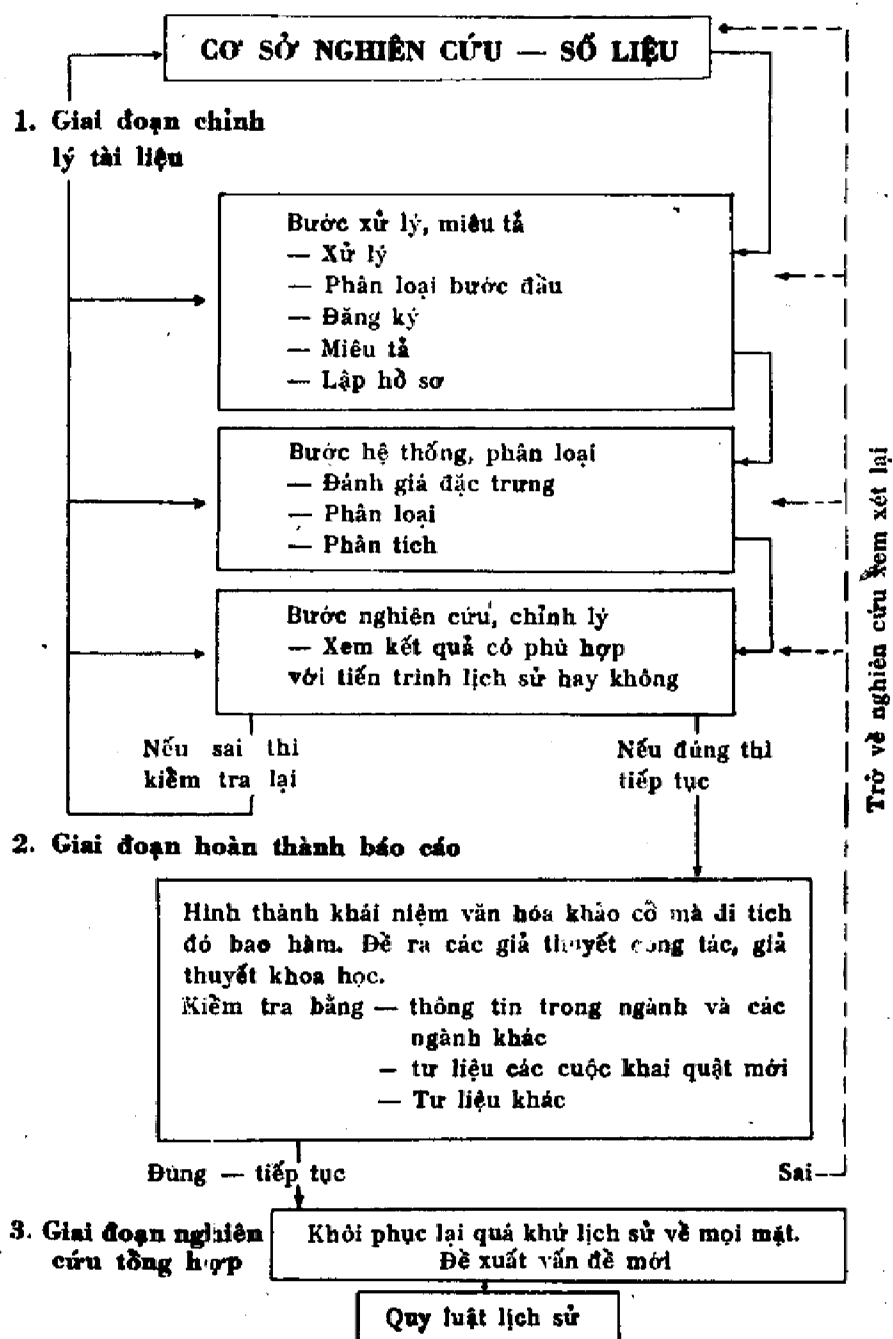 CƠ SỞ NGHIÊN CỨU — SỐ LIỆU
1. Giai đoạn chỉnh
lý tài liệu
Bước xử lý, miêu tả
— Xử lý
— Phân loại bước đầu
— Đăng ký
— Miêu tả
— Lập hồ sơ
Bước hệ thống, phân loại
— Đánh giá đặc trưng
— Phân loại
— Phân tích
Bước nghiên cứu, chỉnh lý
— Xem kết quả có phù hợp
với tiến trình lịch sử hay không
Nếu sai thì
kiểm tra lại
Nếu đúng thì
tiếp tục
Trở về nghiên cứu xem xét lại
2. Giai đoạn hoàn thành báo cáo
Hình thành khái niệm văn hóa khảo cổ mà di tích
đó bao hàm. Đề ra các giả thuyết công tác, giả
thuyết khoa học.
Kiểm tra bằng — thông tin trong ngành và các
ngành khác
— tư liệu các cuộc khai quật mới
— Tư liệu khác
Đúng — tiếp tục
Sai
3. Giai đoạn nghiên
cứu tổng hợp
Khôi phục lại quá khứ lịch sử về mọi mặt.
Đề xuất vấn đề mới
Quy luật lịch sử